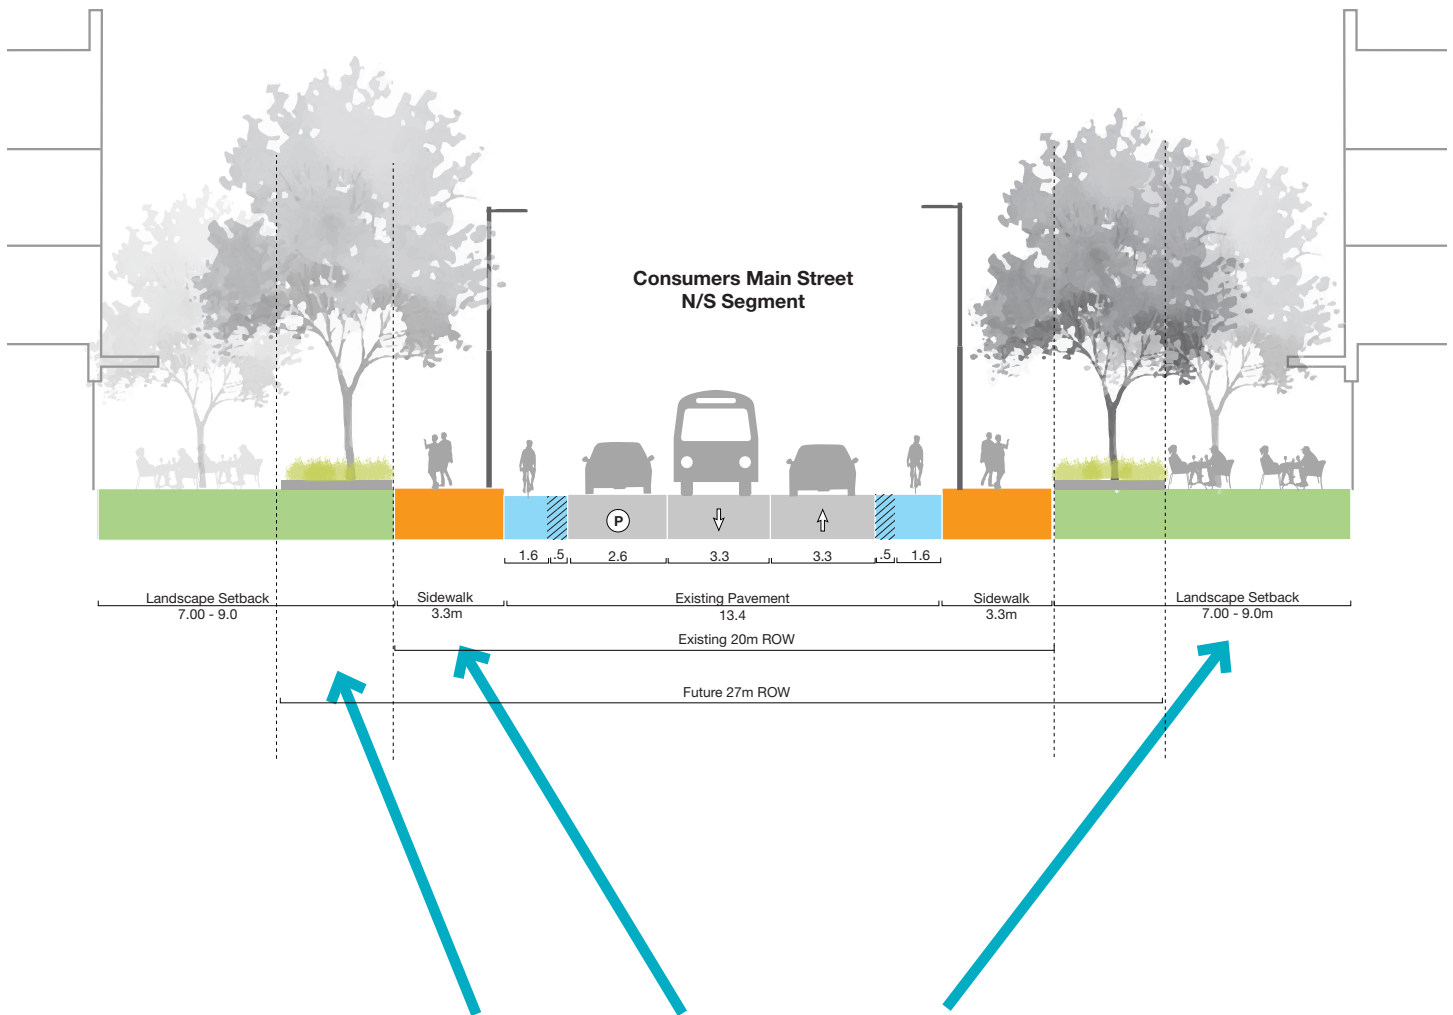 Consumers Main Street
N/S Segment
P
1.6 .5 2.6 3.3 3.3 .5 1.6
Landscape Setback Sidewalk Existing Pavement Sidewalk Landscape Setback
7.00 - 9.0 3.3m 13.4 3.3m 7.00 - 9.0m
Existing 20m ROW
Future 27m ROW